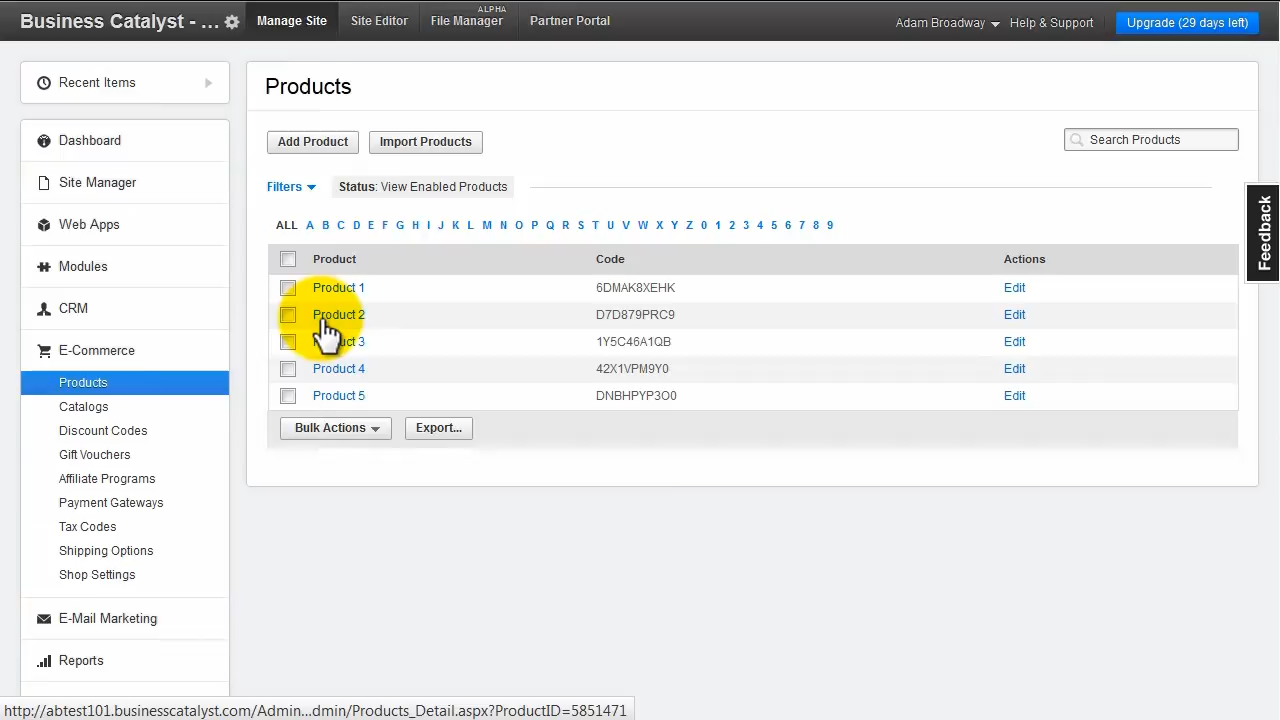 Business Catalyst - ... Manage Site Site Editor ALPHA File Manager Partner Portal Adam Broadway Help & Support Upgrade (29 days left)
Recent Items
Dashboard
Site Manager
Web Apps
Modules
CRM
E-Commerce
Products
Catalogs
Discount Codes
Gift Vouchers
Affiliate Programs
Payment Gateways
Tax Codes
Shipping Options
Shop Settings
E-Mail Marketing
Reports
Products
Add Product Import Products Search Products
Filters Status: View Enabled Products
ALL A B C D E F G H I J K L M N O P Q R S T U V W X Y Z 0 1 2 3 4 5 6 7 8 9
Product Code Actions
Product 1 6DMAK8XEHK Edit
Product 2 D7D879PRC9 Edit
Product 3 1Y5C46A1QB Edit
Product 4 42X1VPM9Y0 Edit
Product 5 DNBHPYP3O0 Edit
Bulk Actions Export...
Feedback
http://abtest101.businesscatalyst.com/Admin...dmin/Products_Detail.aspx?ProductID=5851471